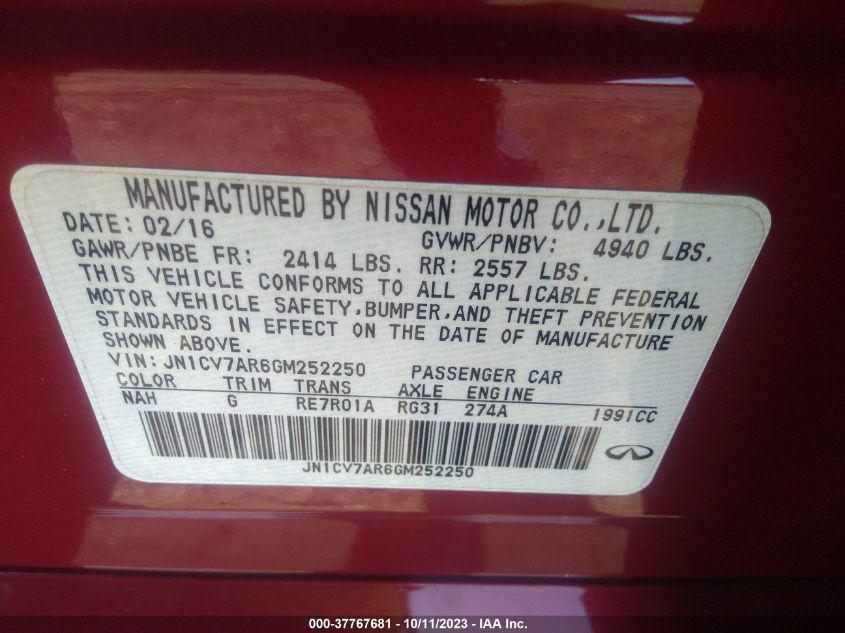 MANUFACTURED BY NISSAN MOTOR CO.,LTD.
DATE: 02/16 GVWR/PNBV: 4940 LBS.
GAWR/PNBE FR: 2414 LBS. RR: 2557 LBS.
THIS VEHICLE CONFORMS TO ALL APPLICABLE FEDERAL
MOTOR VEHICLE SAFETY,BUMPER,AND THEFT PREVENTION
STANDARDS IN EFFECT ON THE DATE OF MANUFACTURE
SHOWN ABOVE.
VIN:JN1CV7AR6GM252250 PASSENGER CAR
COLOR TRIM TRANS AXLE ENGINE
NAH G RE7R01A RG31 274A 1991CC
JN1CV7AR6GM252250
000-37767681 - 10/11/2023 - IAA Inc.